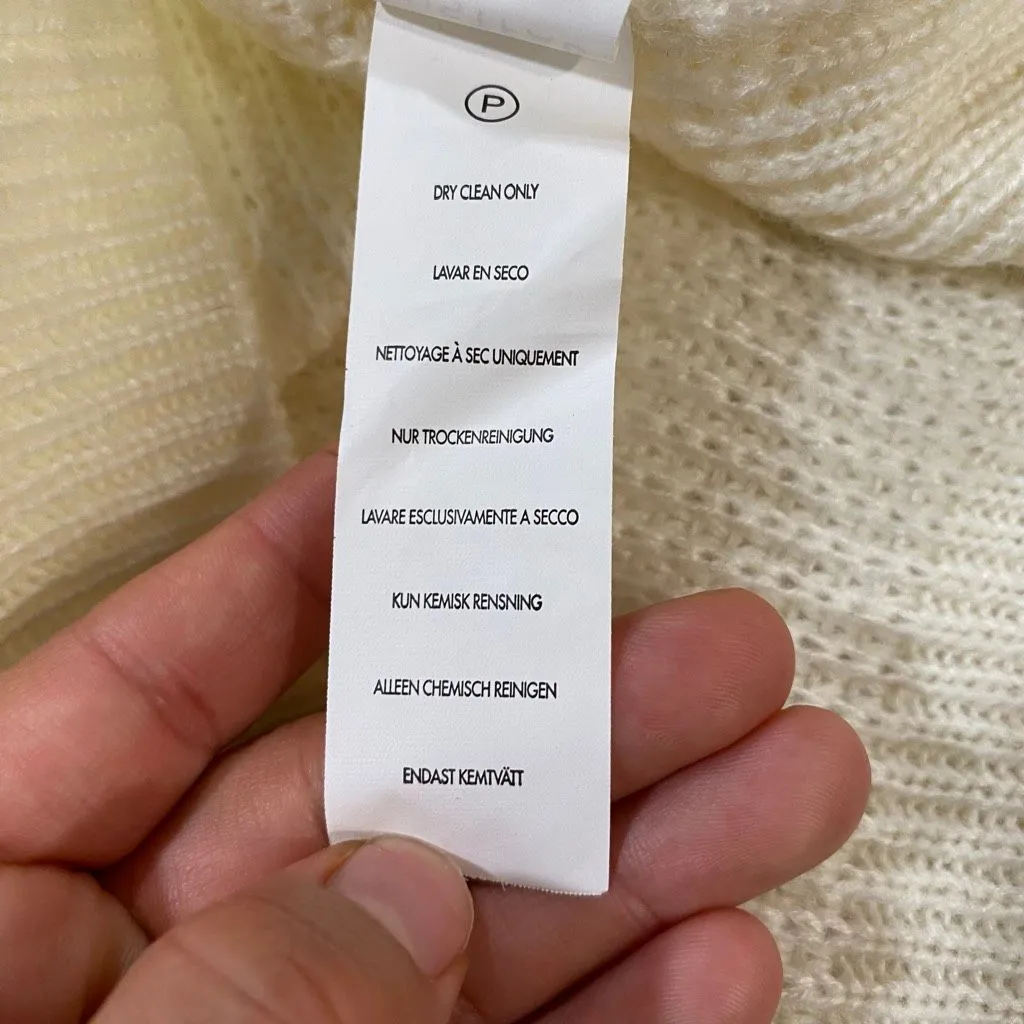 P
DRY CLEAN ONLY
LAVAR EN SECO
NETTOYAGE À SEC UNIQUEMENT
NUR TROCKENREINIGUNG
LAVARE ESCLUSIVAMENTE A SECCO
KUN KEMISK RENSNING
ALLEEN CHEMISCH REINIGEN
ENDAST KEMTVÄTT